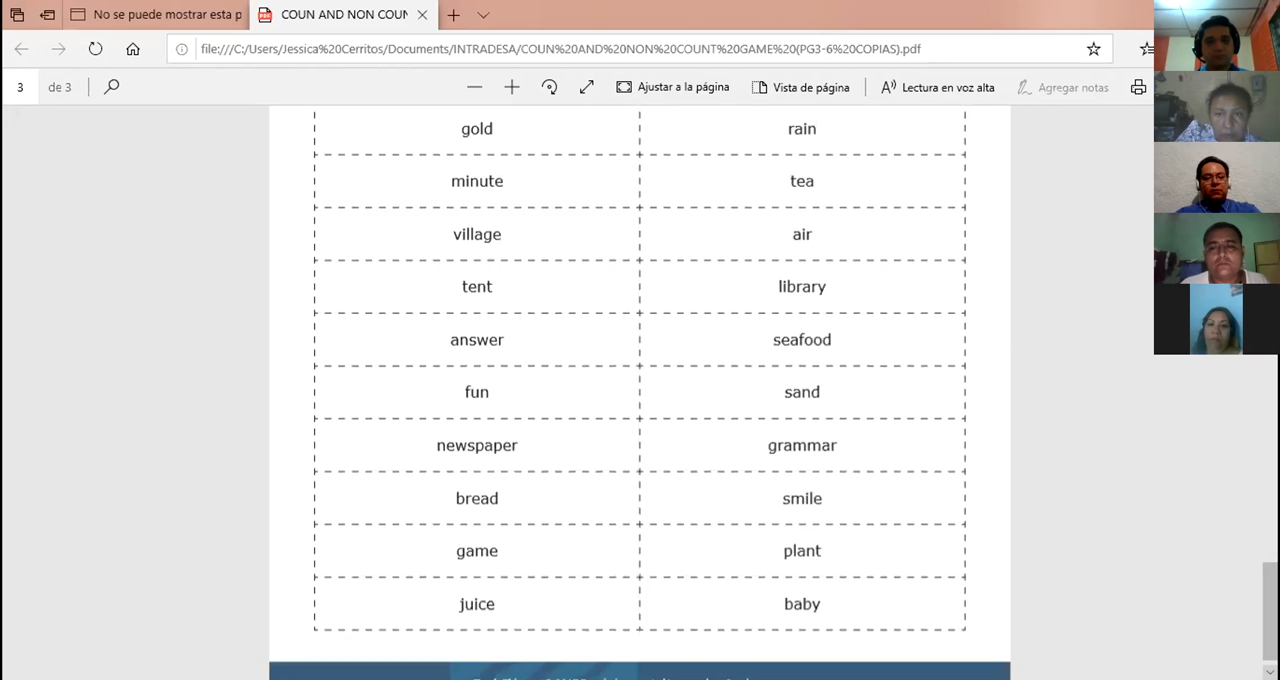 No se puede mostrar esta p
COUN AND NON COUN
file:///C:/Users/Jessica%20Cerritos/Documents/INTRADESA/COUN%20AND%20NON%20COUNT%20GAME%20(PG3-6%20COPIAS).pdf
3 de 3 Ajustar a la página Vista de página Lectura en voz alta Agregar notas
gold rain
minute tea
village air
tent library
answer seafood
fun sand
newspaper grammar
bread smile
game plant
juice baby